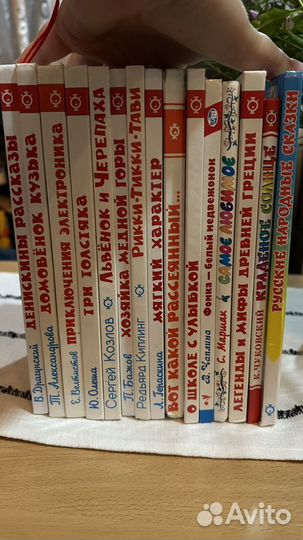 В. Драгунский ДЕНИСКИНЫ РАССКАЗЫ
Т. Александрова ДОМОВЁНОК КУЗЬКА
Е. Велтистов ПРИКЛЮЧЕНИЯ ЭЛЕКТРОНИКА
Ю. Олеша ТРИ ТОЛСТЯКА
Сергей Козлов ЛЬВЁНОК И ЧЕРЕПАХА
П. Бажов ХОЗЯЙКА МЕДНОЙ ГОРЫ
Редьярд Киплинг РИККИ-ТИККИ-ТАВИ
Л. Гераскина МЯГКИЙ ХАРАКТЕР
ВОТ КАКОЙ РАССЕЯННЫЙ...
О ШКОЛЕ С УЛЫБКОЙ
В. Чаплина Фомка — белый медвежонок
С. Маршак САМОЕ ЛЮБИМОЕ
ЛЕГЕНДЫ И МИФЫ ДРЕВНЕЙ ГРЕЦИИ
К. ЧУКОВСКИЙ КРАДЕНОЕ СОЛНЦЕ
РУССКИЕ НАРОДНЫЕ СКАЗКИ
Avito